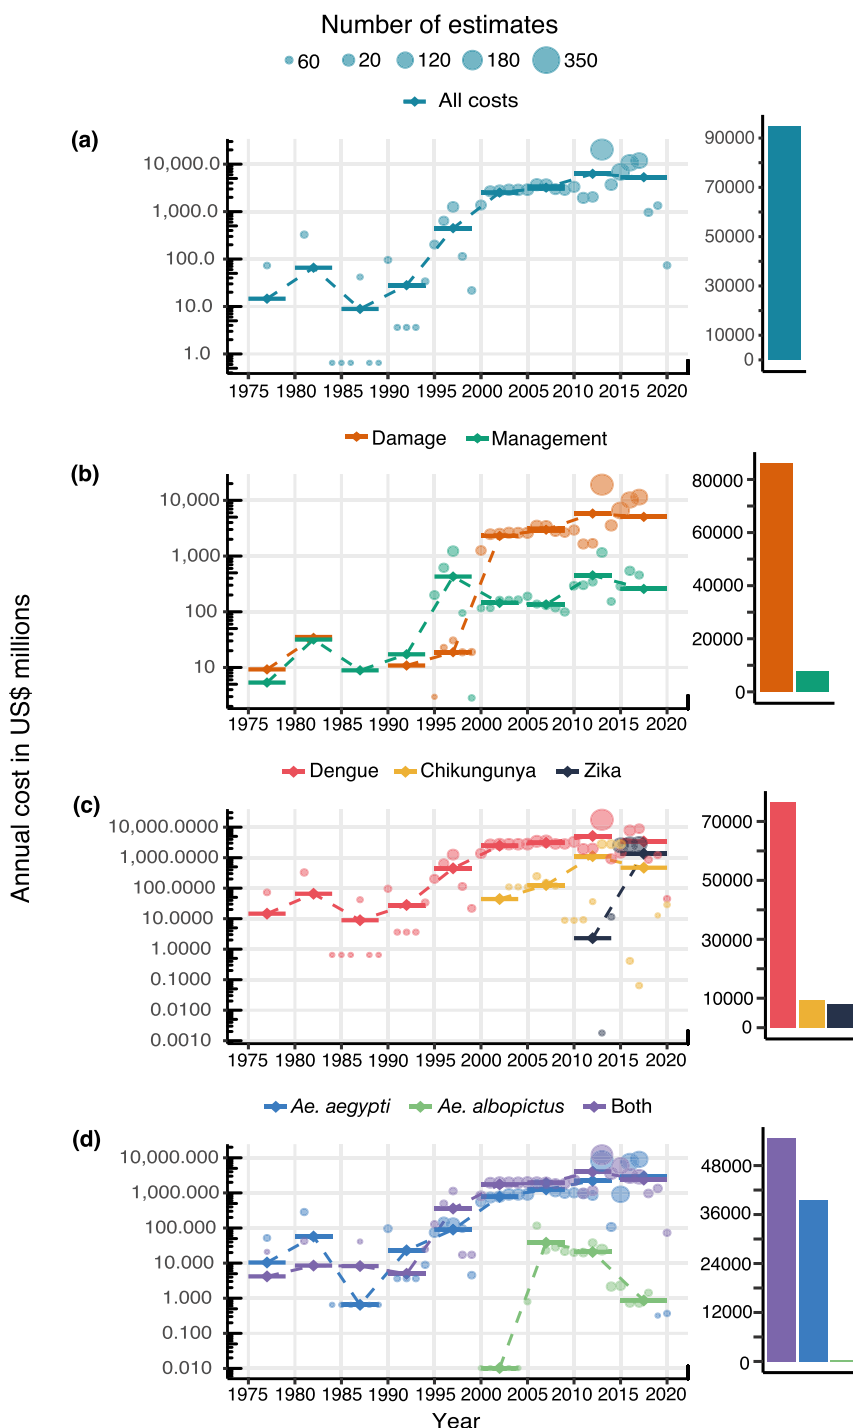 Number of estimates
60 20 120 180 350
All costs
(a)
10,000.0
1,000.0
100.0
10.0
1.0
1975 1980 1985 1990 1995 2000 2005 2010 2015 2020
90000
70000
50000
30000
10000
0
Damage Management
(b)
10,000
1,000
100
10
1975 1980 1985 1990 1995 2000 2005 2010 2015 2020
80000
60000
40000
20000
0
Annual cost in US$ millions
Dengue Chikungunya Zika
(c)
10,000.0000
1,000.0000
100.0000
10.0000
1.0000
0.1000
0.0100
0.0010
1975 1980 1985 1990 1995 2000 2005 2010 2015 2020
70000
50000
30000
10000
0
Ae. aegypti Ae. albopictus Both
(d)
10,000.000
1,000.000
100.000
10.000
1.000
0.100
0.010
1975 1980 1985 1990 1995 2000 2005 2010 2015 2020
48000
36000
24000
12000
0
Year